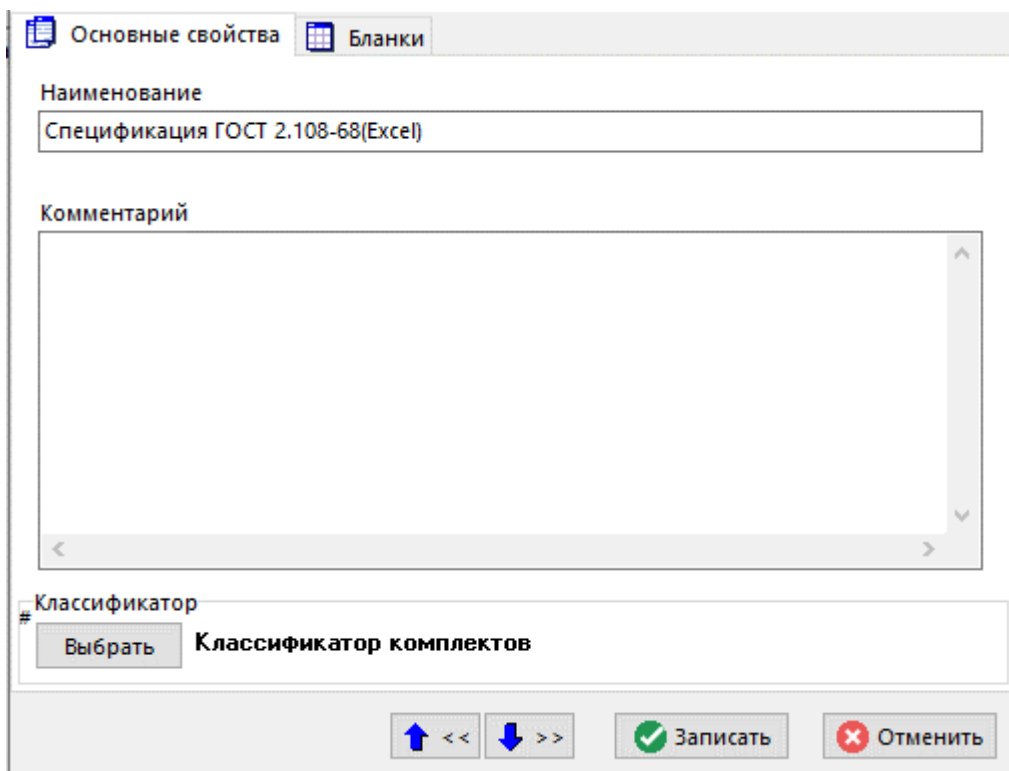 Основные свойства
Бланки
Наименование
Спецификация ГОСТ 2.108-68(Excel)
Комментарий
Классификатор
#
Выбрать
Классификатор комплектов
<<
>>
Записать
Отменить